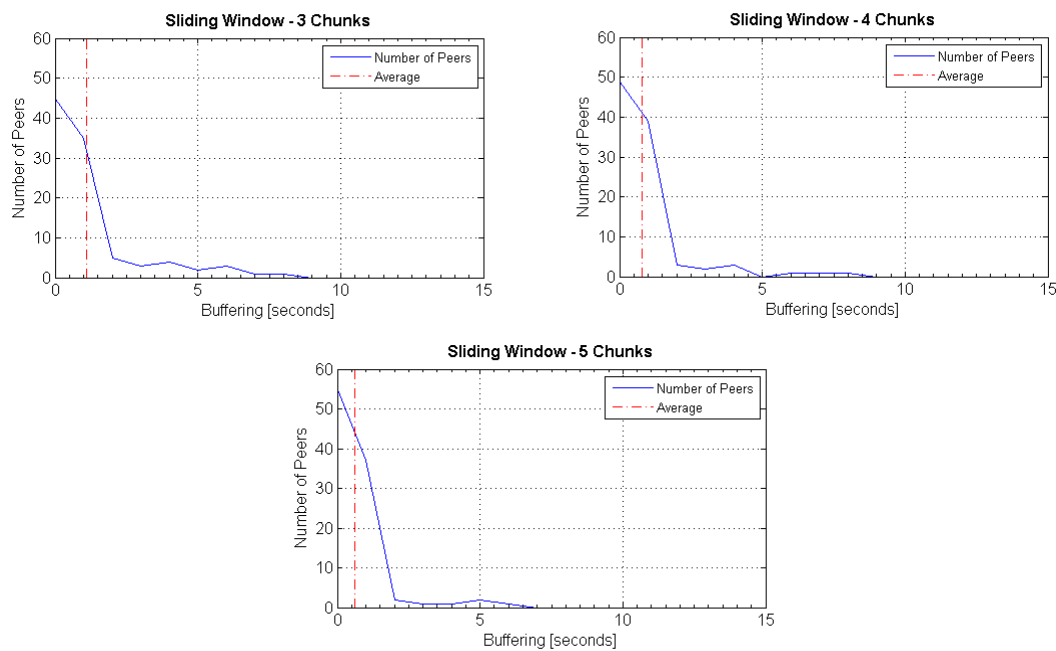 Sliding Window - 3 Chunks
60
50
40
30
20
10
0
Number of Peers
Number of Peers
Average
0 5 10 15
Buffering [seconds]
Sliding Window - 4 Chunks
60
50
40
30
20
10
0
Number of Peers
Number of Peers
Average
0 5 10 15
Buffering [seconds]
Sliding Window - 5 Chunks
60
50
40
30
20
10
0
Number of Peers
Number of Peers
Average
0 5 10 15
Buffering [seconds]